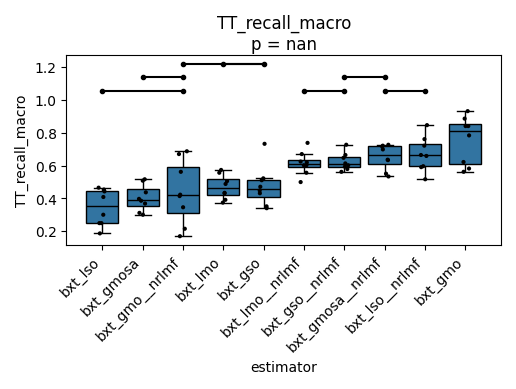 TT_recall_macro
p = nan
TT_recall_macro
1.2
1.0
0.8
0.6
0.4
0.2
bxt_lso
bxt_gmosa
bxt_gmo__nrlmf
bxt_lmo
bxt_gso
bxt_lmo__nrlmf
bxt_gso__nrlmf
bxt_gmosa__nrlmf
bxt_lso__nrlmf
bxt_gmo
estimator